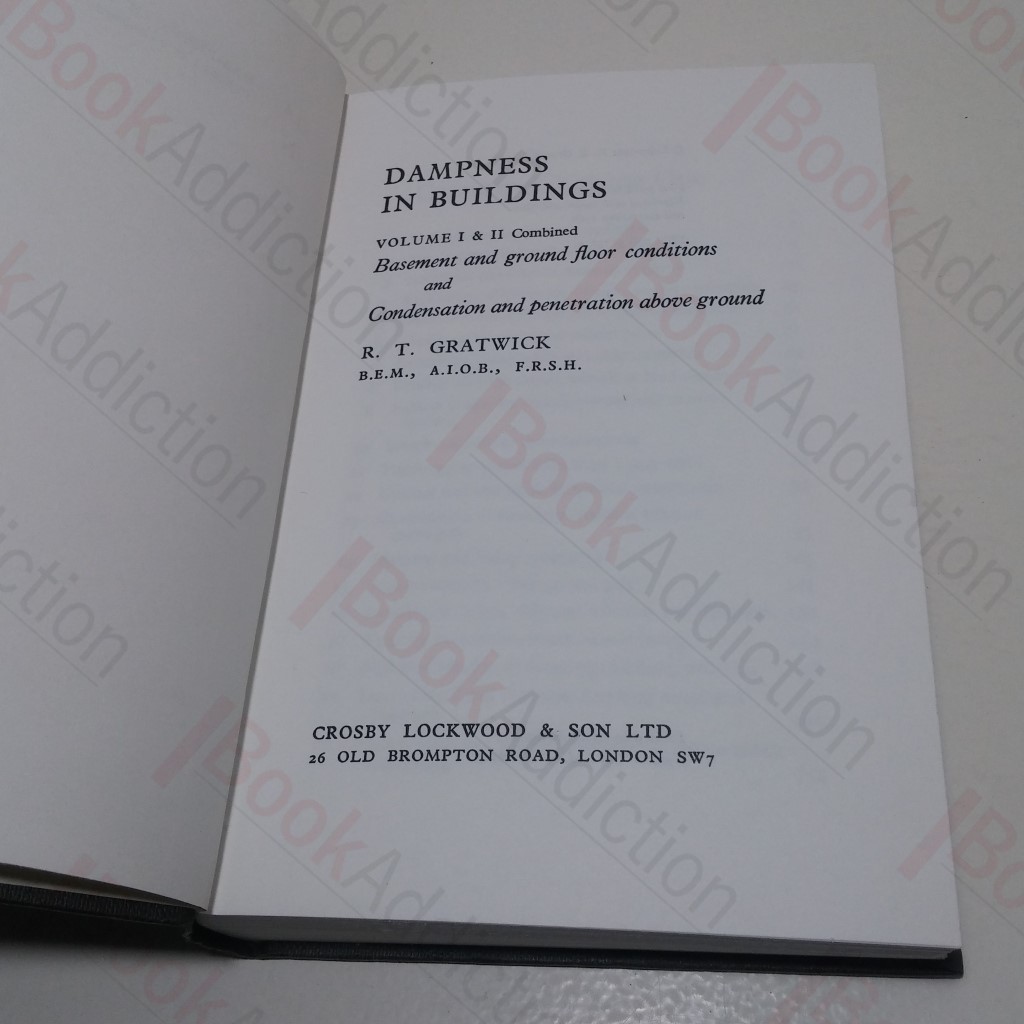 DAMPNESS
IN BUILDINGS
VOLUME I & II Combined
Basement and ground floor conditions
and
Condensation and penetration above ground
R. T. GRATWICK
B.E.M., A.I.O.B., F.R.S.H.
CROSBY LOCKWOOD & SON LTD
26 OLD BROMPTON ROAD, LONDON SW7
BookAddiction